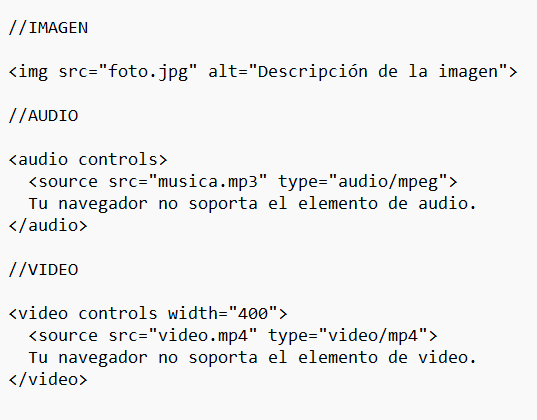 //IMAGEN
<img src="foto.jpg" alt="Descripción de la imagen">
//AUDIO
<audio controls>
<source src="musica.mp3" type="audio/mpeg">
Tu navegador no soporta el elemento de audio.
</audio>
//VIDEO
<video controls width="400">
<source src="video.mp4" type="video/mp4">
Tu navegador no soporta el elemento de video.
</video>